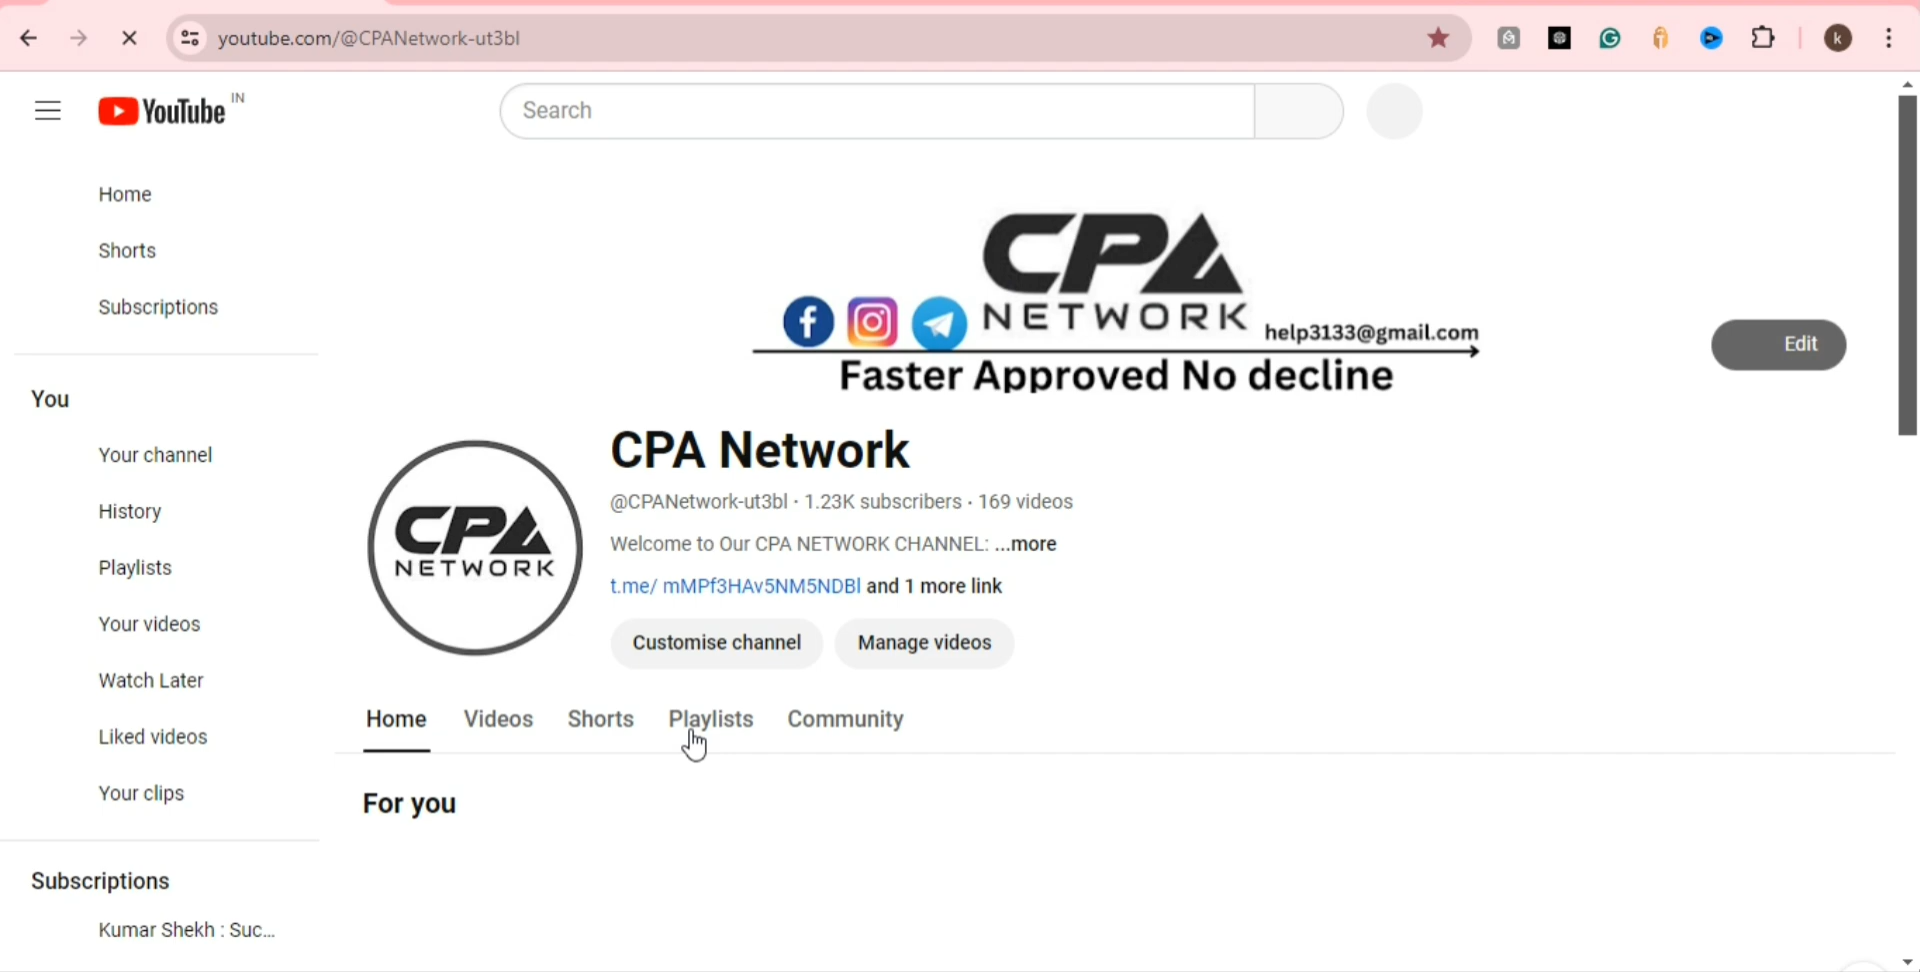 youtube.com/@CPANetwork-ut3bl
k
YouTube IN
Search
Home
Shorts
Subscriptions
You
Your channel
History
Playlists
Your videos
Watch Later
Liked videos
Your clips
Subscriptions
Kumar Shekh : Suc...
CPA
NETWORK
help3133@gmail.com
Faster Approved No decline
Edit
CPA
NETWORK
CPA Network
@CPANetwork-ut3bl · 1.23K subscribers · 169 videos
Welcome to Our CPA NETWORK CHANNEL: ...more
t.me/ mMPf3HAv5NM5NDBl and 1 more link
Customise channel Manage videos
Home Videos Shorts Playlists Community
For you